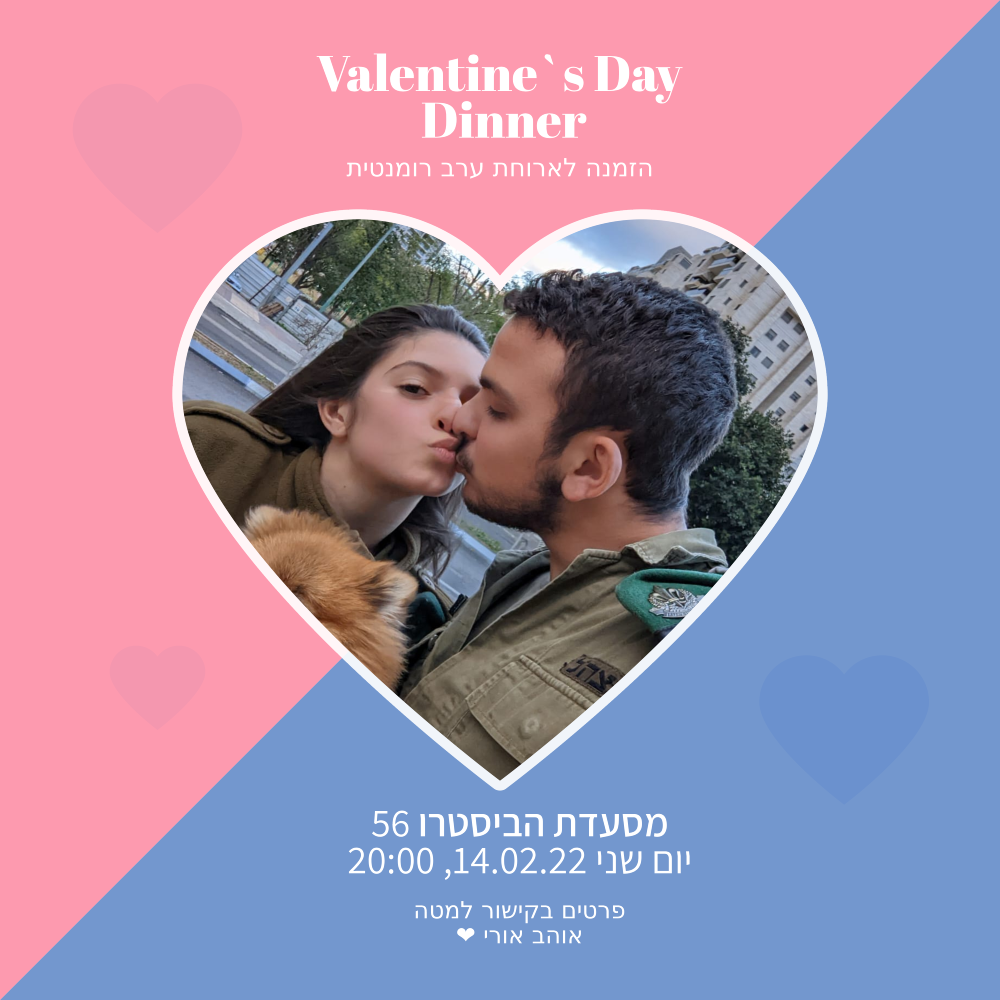 Valentine`s Day
Dinner
הזמנה לארוחת ערב רומנטית
צהל
מסעדת הביסטרו 56
יום שני 14.02.22, 20:00
פרטים בקישור למטה
אוהב אורי ❤